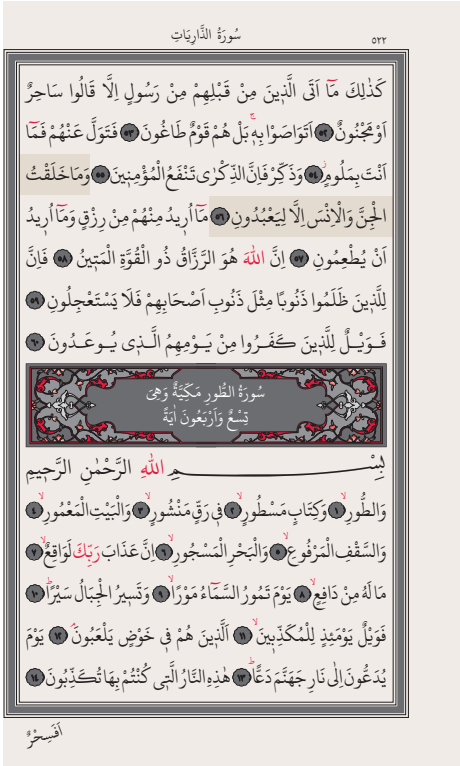 سُورَةُ الذَّارِيَاتِ
٥٢٢
كَذٰلِكَ مَٓا اَتَى الَّذ۪ينَ مِنْ قَبْلِهِمْ مِنْ رَسُولٍ اِلَّا قَالُوا سَاحِرٌ
اَوْ مَجْنُونٌ ٥٢ اَتَوَاصَوْا بِه۪ۚ بَلْ هُمْ قَوْمٌ طَاغُونَ ٥٣ فَتَوَلَّ عَنْهُمْ فَمَٓا
اَنْتَ بِمَلُومٍۘ ٥٤ وَذَكِّرْ فَاِنَّ الذِّكْرٰى تَنْفَعُ الْمُؤْمِن۪ينَ ٥٥ وَمَا خَلَقْتُ
الْجِنَّ وَالْاِنْسَ اِلَّا لِيَعْبُدُونِ ٥٦ مَٓا اُر۪يدُ مِنْهُمْ مِنْ رِزْقٍ وَمَٓا اُر۪يدُ
اَنْ يُطْعِمُونِ ٥٧ اِنَّ اللّٰهَ هُوَ الرَّزَّاقُ ذُو الْقُوَّةِ الْمَت۪ينُ ٥٨ فَاِنَّ
لِلَّذ۪ينَ ظَلَمُوا ذَنُوبًا مِثْلَ ذَنُوبِ اَصْحَابِهِمْ فَلَا يَسْتَعْجِلُونِ ٥٩
فَوَيْلٌ لِلَّذ۪ينَ كَفَرُوا مِنْ يَوْمِهِمُ الَّذ۪ي يُوعَدُونَ ٦٠
سُورَةُ الطُّورِ مَكِّيَّةٌ وَهِيَ
تِسْعٌ وَاَرْبَعُونَ اٰيَةً
بِسْمِ اللّٰهِ الرَّحْمٰنِ الرَّح۪يمِ
وَالطُّورِۙ ١ وَكِتَابٍ مَسْطُورٍۙ ٢ ف۪ي رَقٍّ مَنْشُورٍۙ ٣ وَالْبَيْتِ الْمَعْمُورِۙ ٤
وَالسَّقْفِ الْمَرْفُوعِۙ ٥ وَالْبَحْرِ الْمَسْجُورِۙ ٦ اِنَّ عَذَابَ رَبِّكَ لَوَاقِعٌۙ ٧
مَا لَهُ مِنْ دَافِعٍۙ ٨ يَوْمَ تَمُورُ السَّمَٓاءُ مَوْرًاۙ ٩ وَتَس۪يرُ الْجِبَالُ سَيْرًاۜ ١٠
فَوَيْلٌ يَوْمَئِذٍ لِلْمُكَذِّب۪ينَۙ ١١ اَلَّذ۪ينَ هُمْ ف۪ي خَوْضٍ يَلْعَبُونَۢ ١٢ يَوْمَ
يُدَعُّونَ اِلٰى نَارِ جَهَنَّمَ دَعًّاۜ ١٣ هٰذِهِ النَّارُ الَّت۪ي كُنْتُمْ بِهَا تُكَذِّبُونَ ١٤
اَفَسِحْرٌ